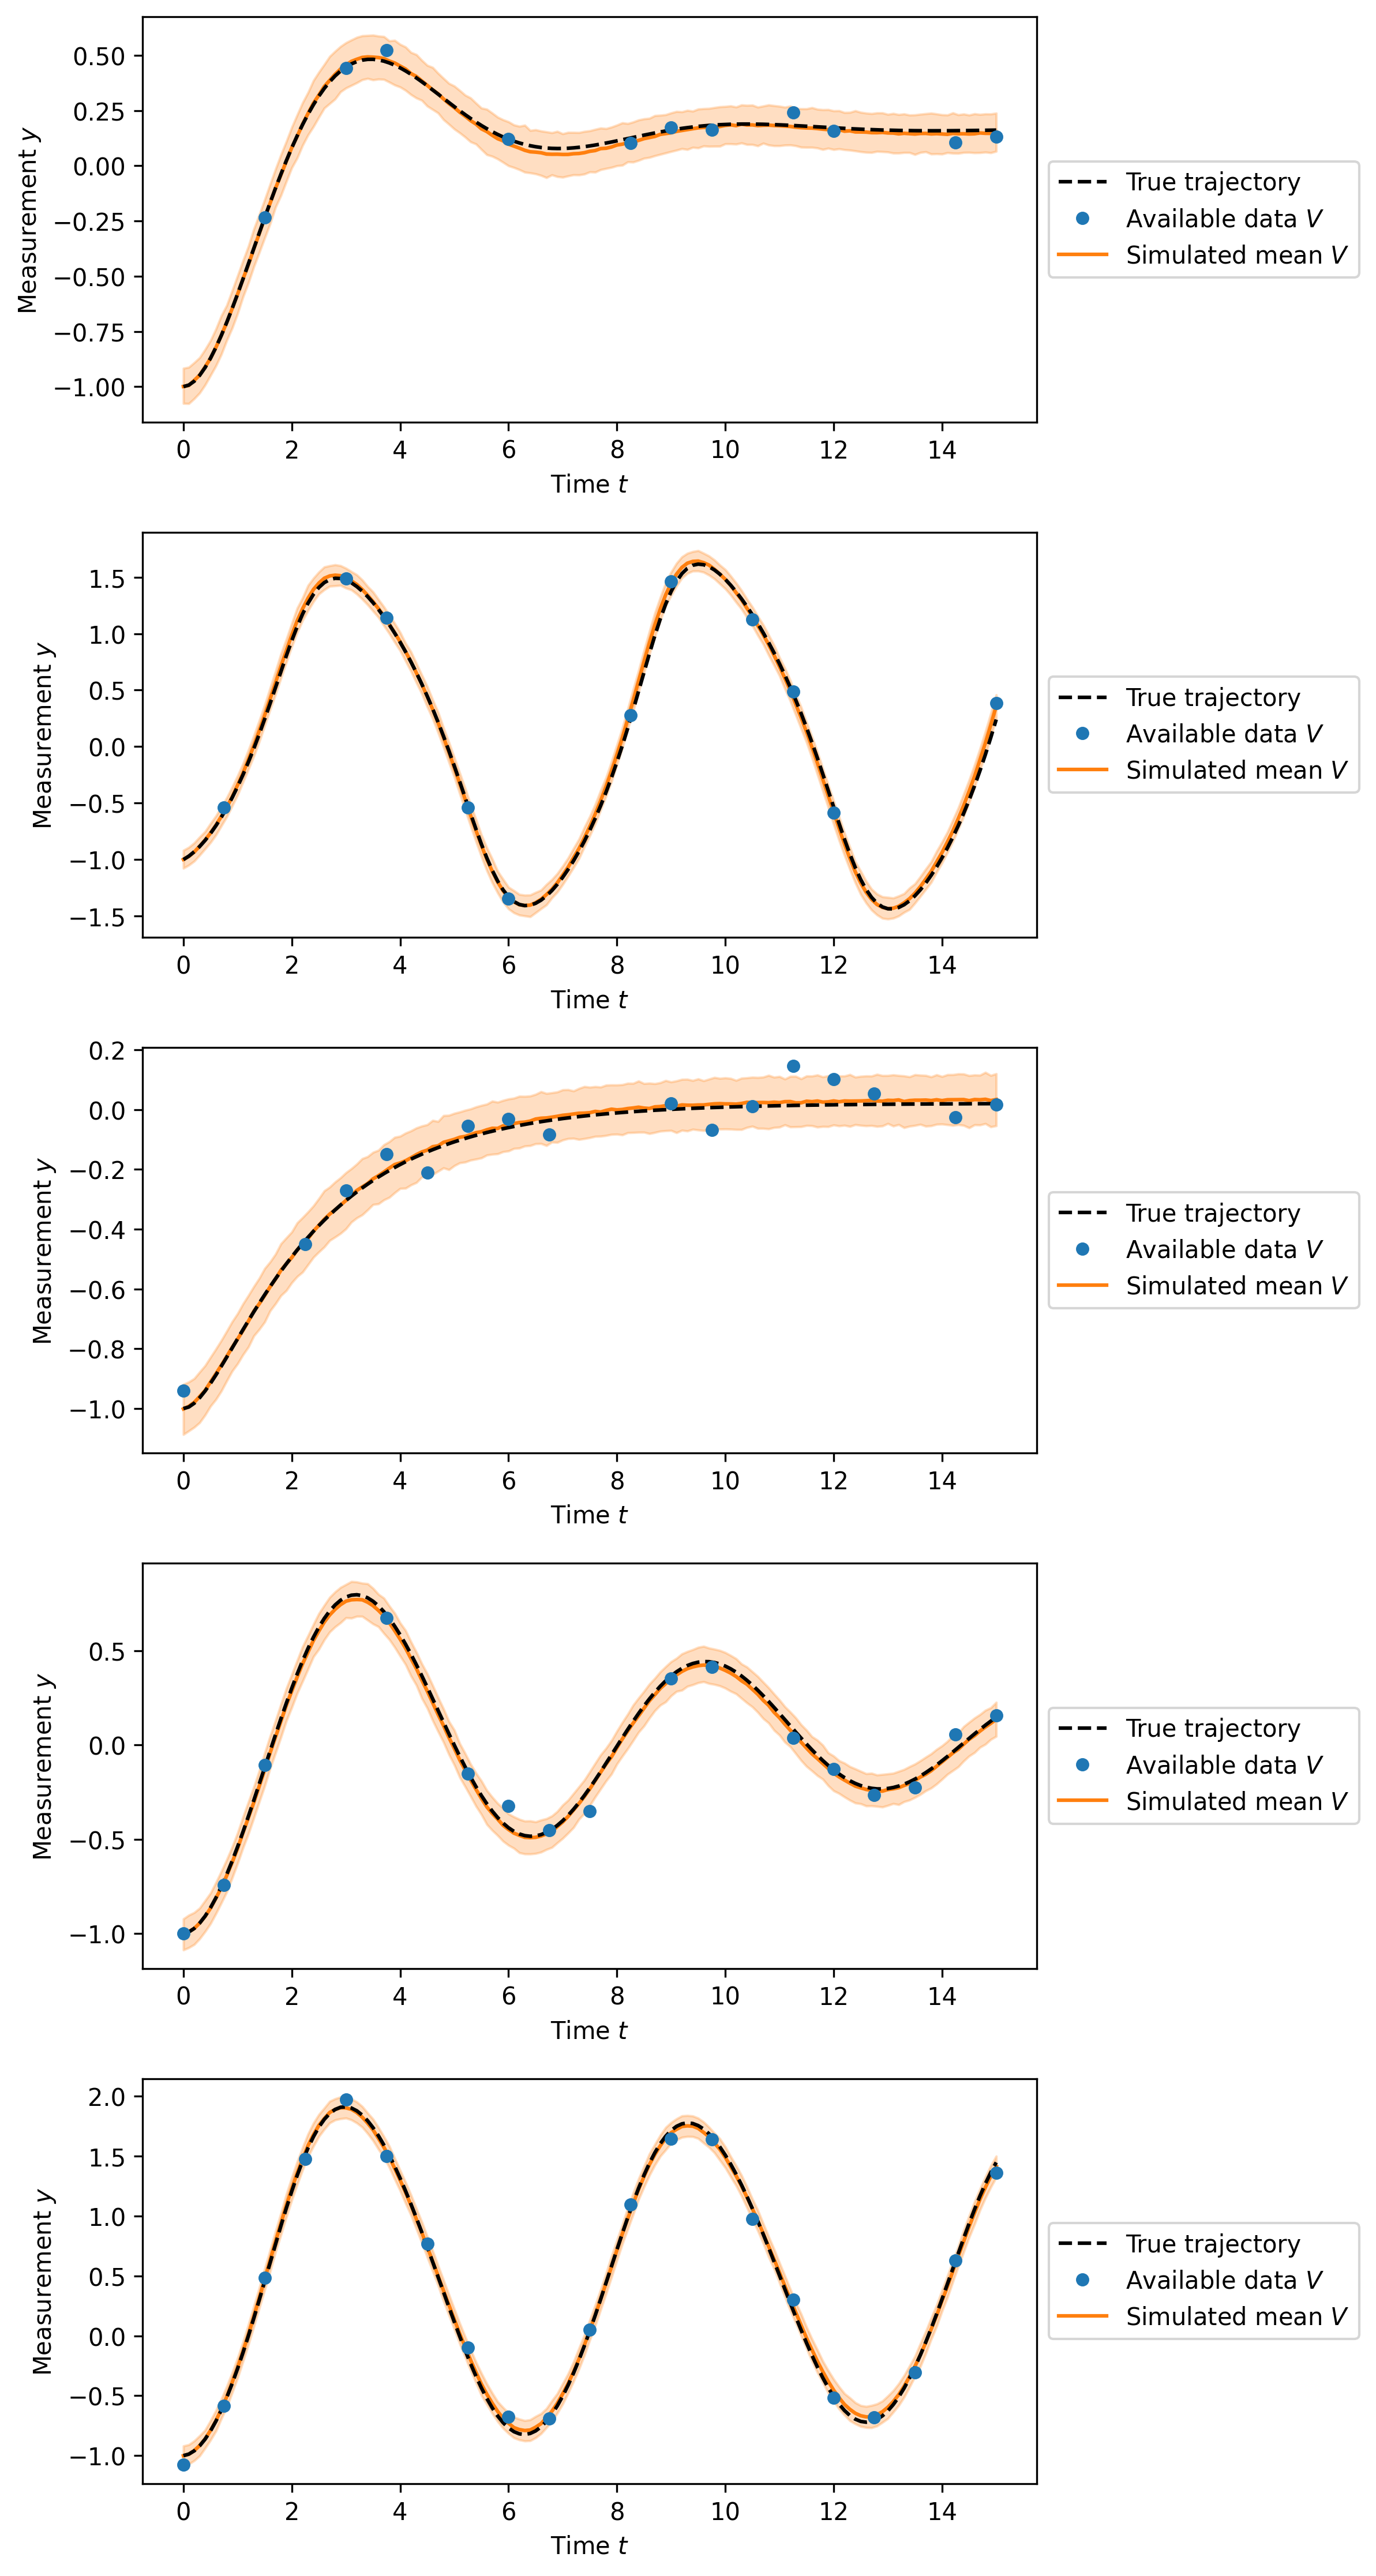 Measurement y
0.50
0.25
0.00
−0.25
−0.50
−0.75
−1.00
0 2 4 6 8 10 12 14
Time t
True trajectory
Available data V
Simulated mean V
Measurement y
1.5
1.0
0.5
0.0
−0.5
−1.0
−1.5
0 2 4 6 8 10 12 14
Time t
True trajectory
Available data V
Simulated mean V
Measurement y
0.2
0.0
−0.2
−0.4
−0.6
−0.8
−1.0
0 2 4 6 8 10 12 14
Time t
True trajectory
Available data V
Simulated mean V
Measurement y
0.5
0.0
−0.5
−1.0
0 2 4 6 8 10 12 14
Time t
True trajectory
Available data V
Simulated mean V
Measurement y
2.0
1.5
1.0
0.5
0.0
−0.5
−1.0
0 2 4 6 8 10 12 14
Time t
True trajectory
Available data V
Simulated mean V